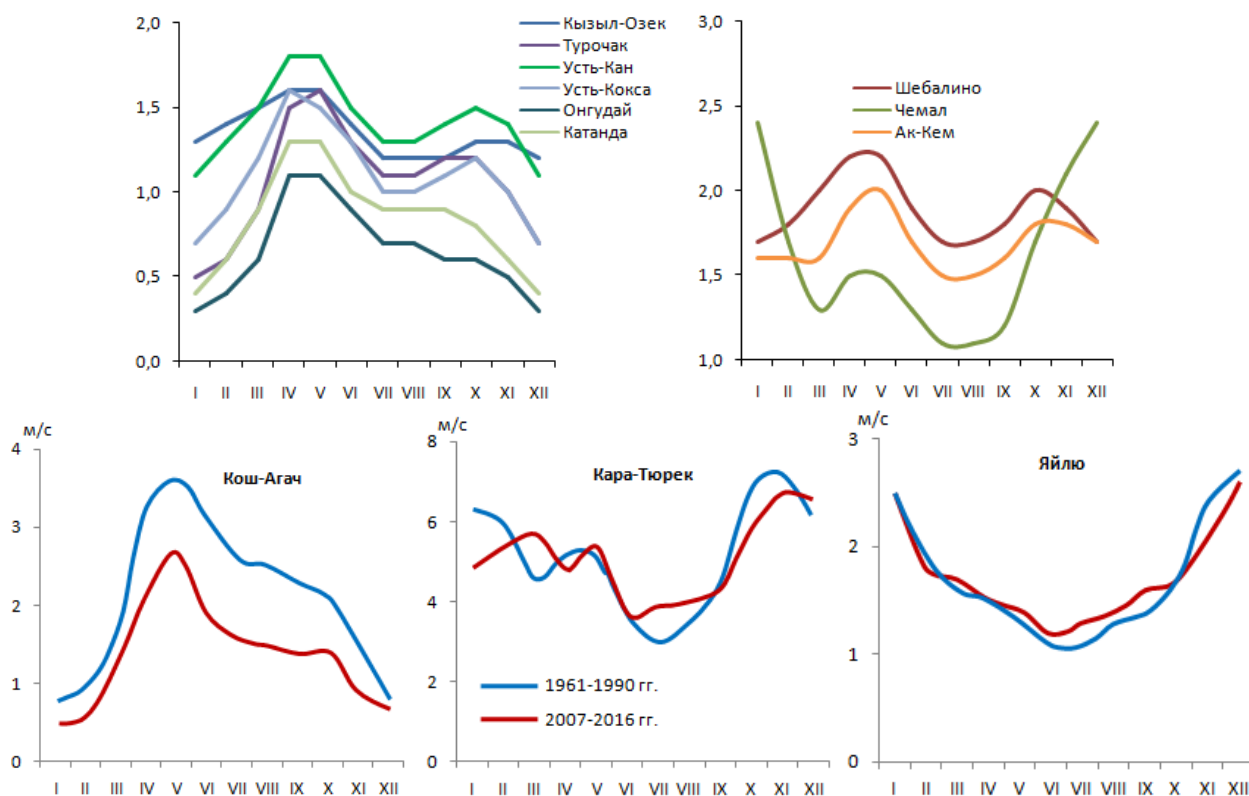 2,0
1,5
1,0
0,5
0,0
Кызыл-Озек
Турочак
Усть-Кан
Усть-Кокса
Онгудай
Катанда
I II III IV V VI VII VIII IX X XI XII
3,0
2,5
2,0
1,5
1,0
Шебалино
Чемал
Ак-Кем
I II III IV V VI VII VIII IX X XI XII
м/с
4
3
2
1
0
Кош-Агач
I II III IV V VI VII VIII IX X XI XII
м/с
8
6
4
2
0
Кара-Тюрек
1961-1990 гг.
2007-2016 гг.
I II III IV V VI VII VIII IX X XI XII
м/с
3
2
1
0
Яйлю
I II III IV V VI VII VIII IX X XI XII